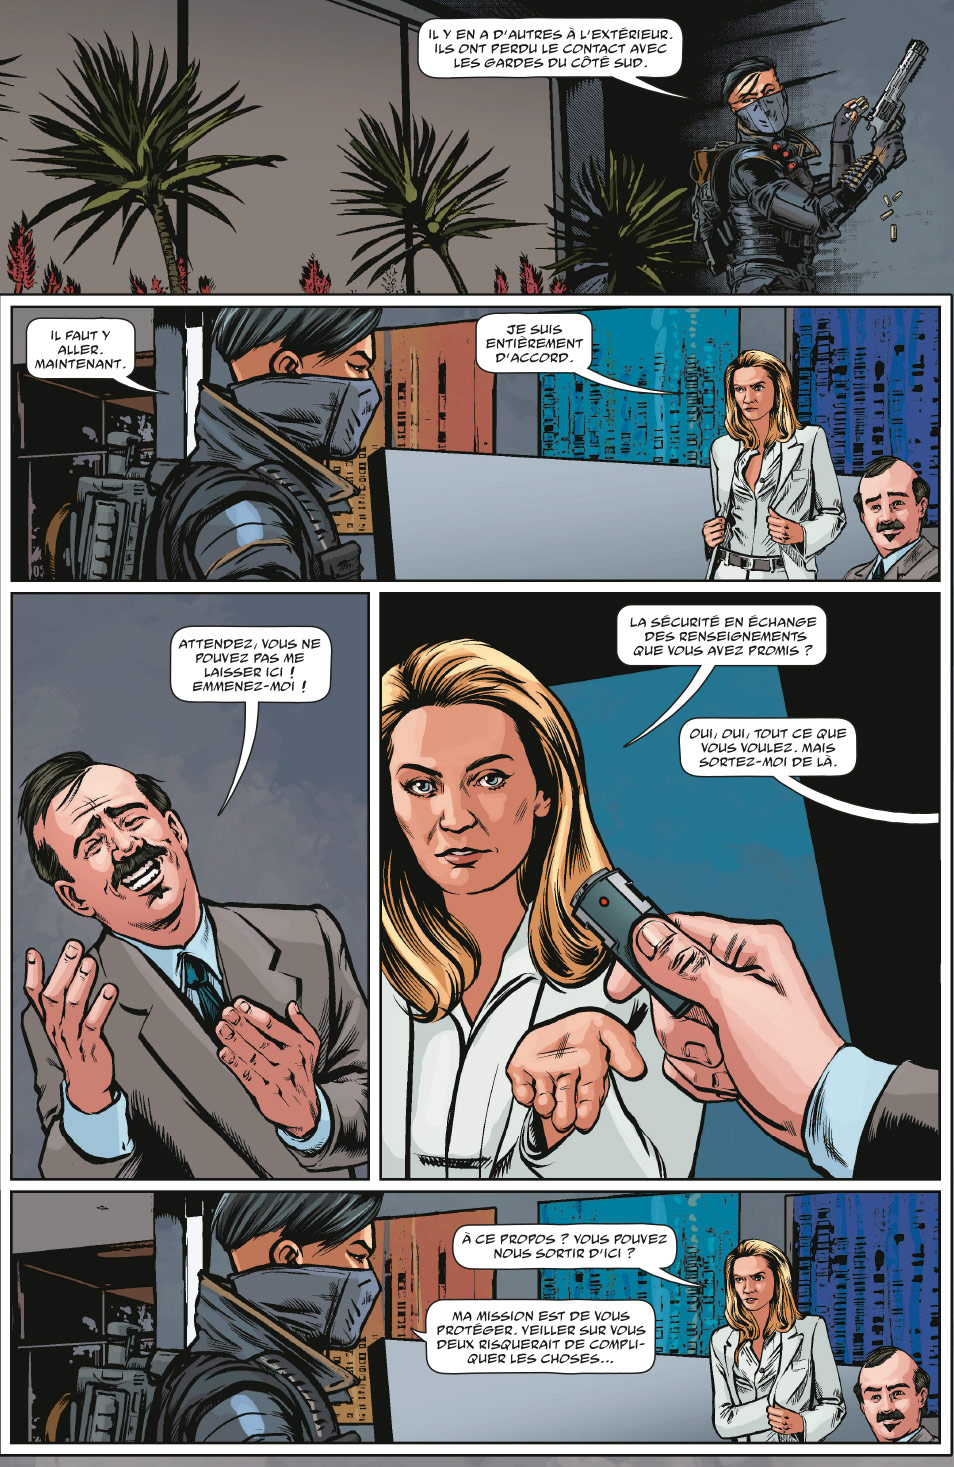 IL Y EN A D'AUTRES À L'EXTÉRIEUR.
ILS ONT PERDU LE CONTACT AVEC
LES GARDES DU CÔTÉ SUD.
IL FAUT Y
ALLER.
MAINTENANT.
JE SUIS
ENTIÈREMENT
D'ACCORD.
ATTENDEZ, VOUS NE
POUVEZ PAS ME
LAISSER ICI !
EMMENEZ-MOI !
LA SÉCURITÉ EN ÉCHANGE
DES RENSEIGNEMENTS
QUE VOUS AVEZ PROMIS ?
OUI, OUI, TOUT CE QUE
VOUS VOULEZ. MAIS
SORTEZ-MOI DE LÀ.
À CE PROPOS ? VOUS POUVEZ
NOUS SORTIR D'ICI ?
MA MISSION EST DE VOUS
PROTÉGER. VEILLER SUR VOUS
DEUX RISQUERAIT DE COMPLI-
QUER LES CHOSES...